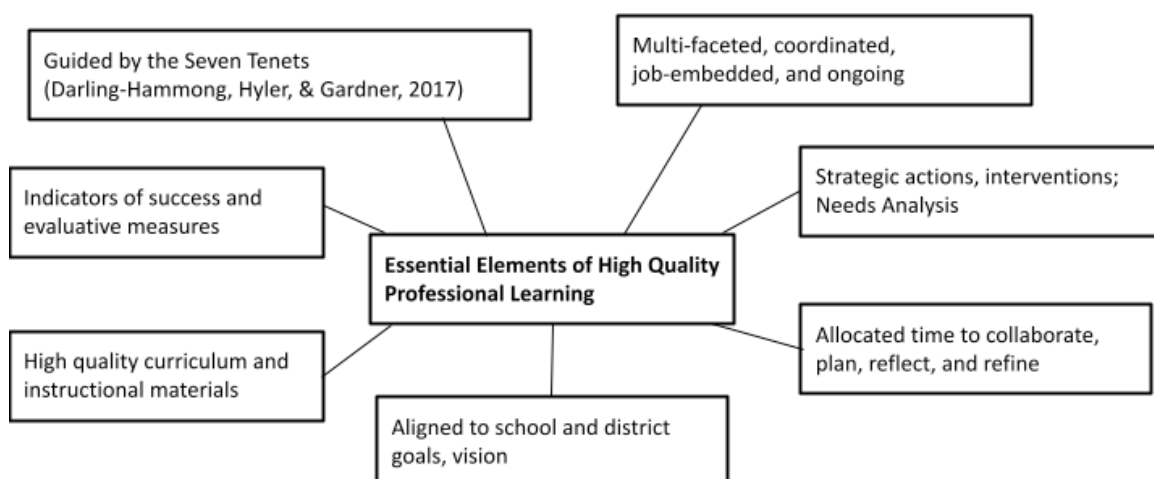 Guided by the Seven Tenets
(Darling-Hammong, Hyler, & Gardner, 2017)
Multi-faceted, coordinated,
job-embedded, and ongoing
Indicators of success and
evaluative measures
Strategic actions, interventions;
Needs Analysis
Essential Elements of High Quality
Professional Learning
High quality curriculum and
instructional materials
Allocated time to collaborate,
plan, reflect, and refine
Aligned to school and district
goals, vision